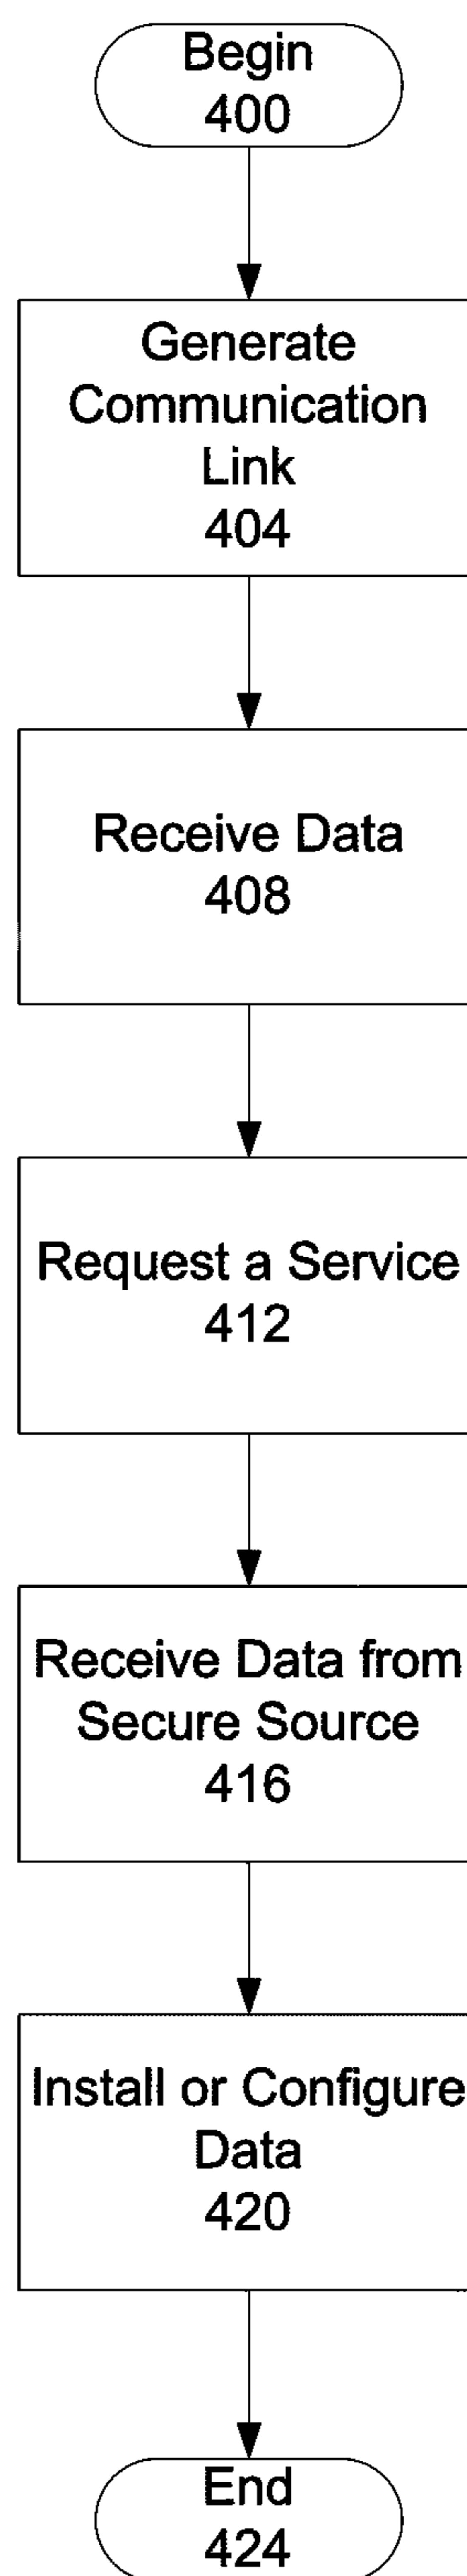 Begin
400
Generate
Communication
Link
404
Receive Data
408
Request a Service
412
Receive Data from
Secure Source
416
Install or Configure
Data
420
End
424